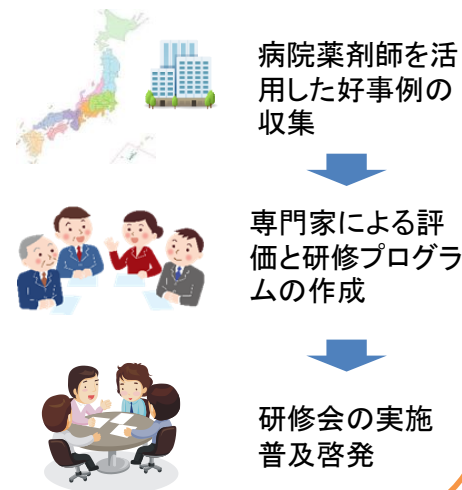 病院薬剤師を活
用した好事例の
収集
専門家による評
価と研修プログラ
ムの作成
研修会の実施
普及啓発